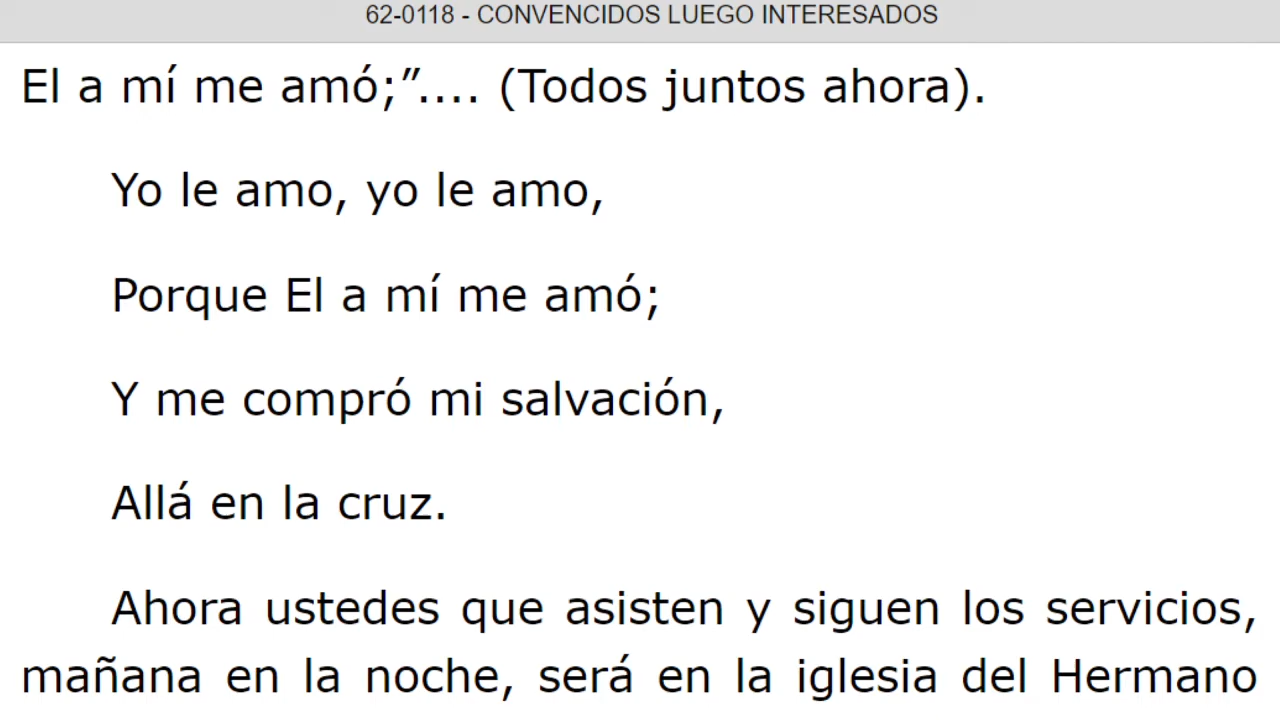 62-0118 - CONVENCIDOS LUEGO INTERESADOS
El a mí me amó;”.... (Todos juntos ahora).
Yo le amo, yo le amo,
Porque El a mí me amó;
Y me compró mi salvación,
Allá en la cruz.
Ahora ustedes que asisten y siguen los servicios,
mañana en la noche, será en la iglesia del Hermano